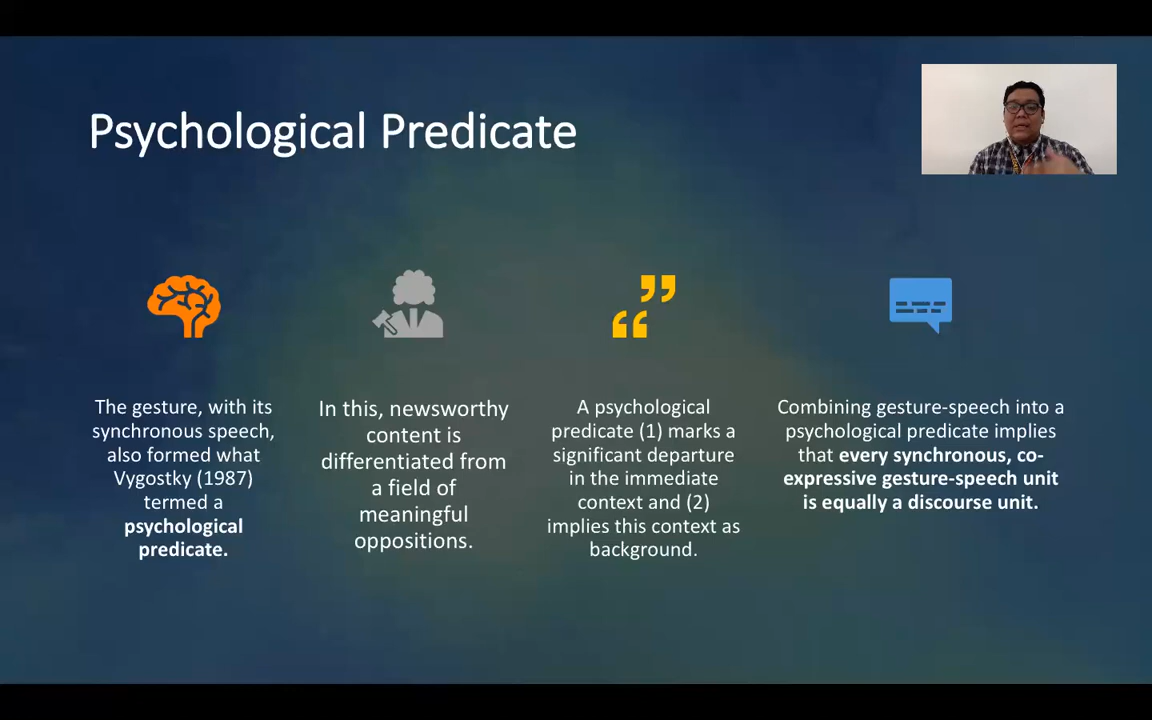 Psychological Predicate
The gesture, with its
synchronous speech,
also formed what
Vygostky (1987)
termed a
psychological
predicate.
In this, newsworthy
content is
differentiated from
a field of
meaningful
oppositions.
A psychological
predicate (1) marks a
significant departure
in the immediate
context and (2)
implies this context as
background.
Combining gesture-speech into a
psychological predicate implies
that every synchronous, co-
expressive gesture-speech unit
is equally a discourse unit.